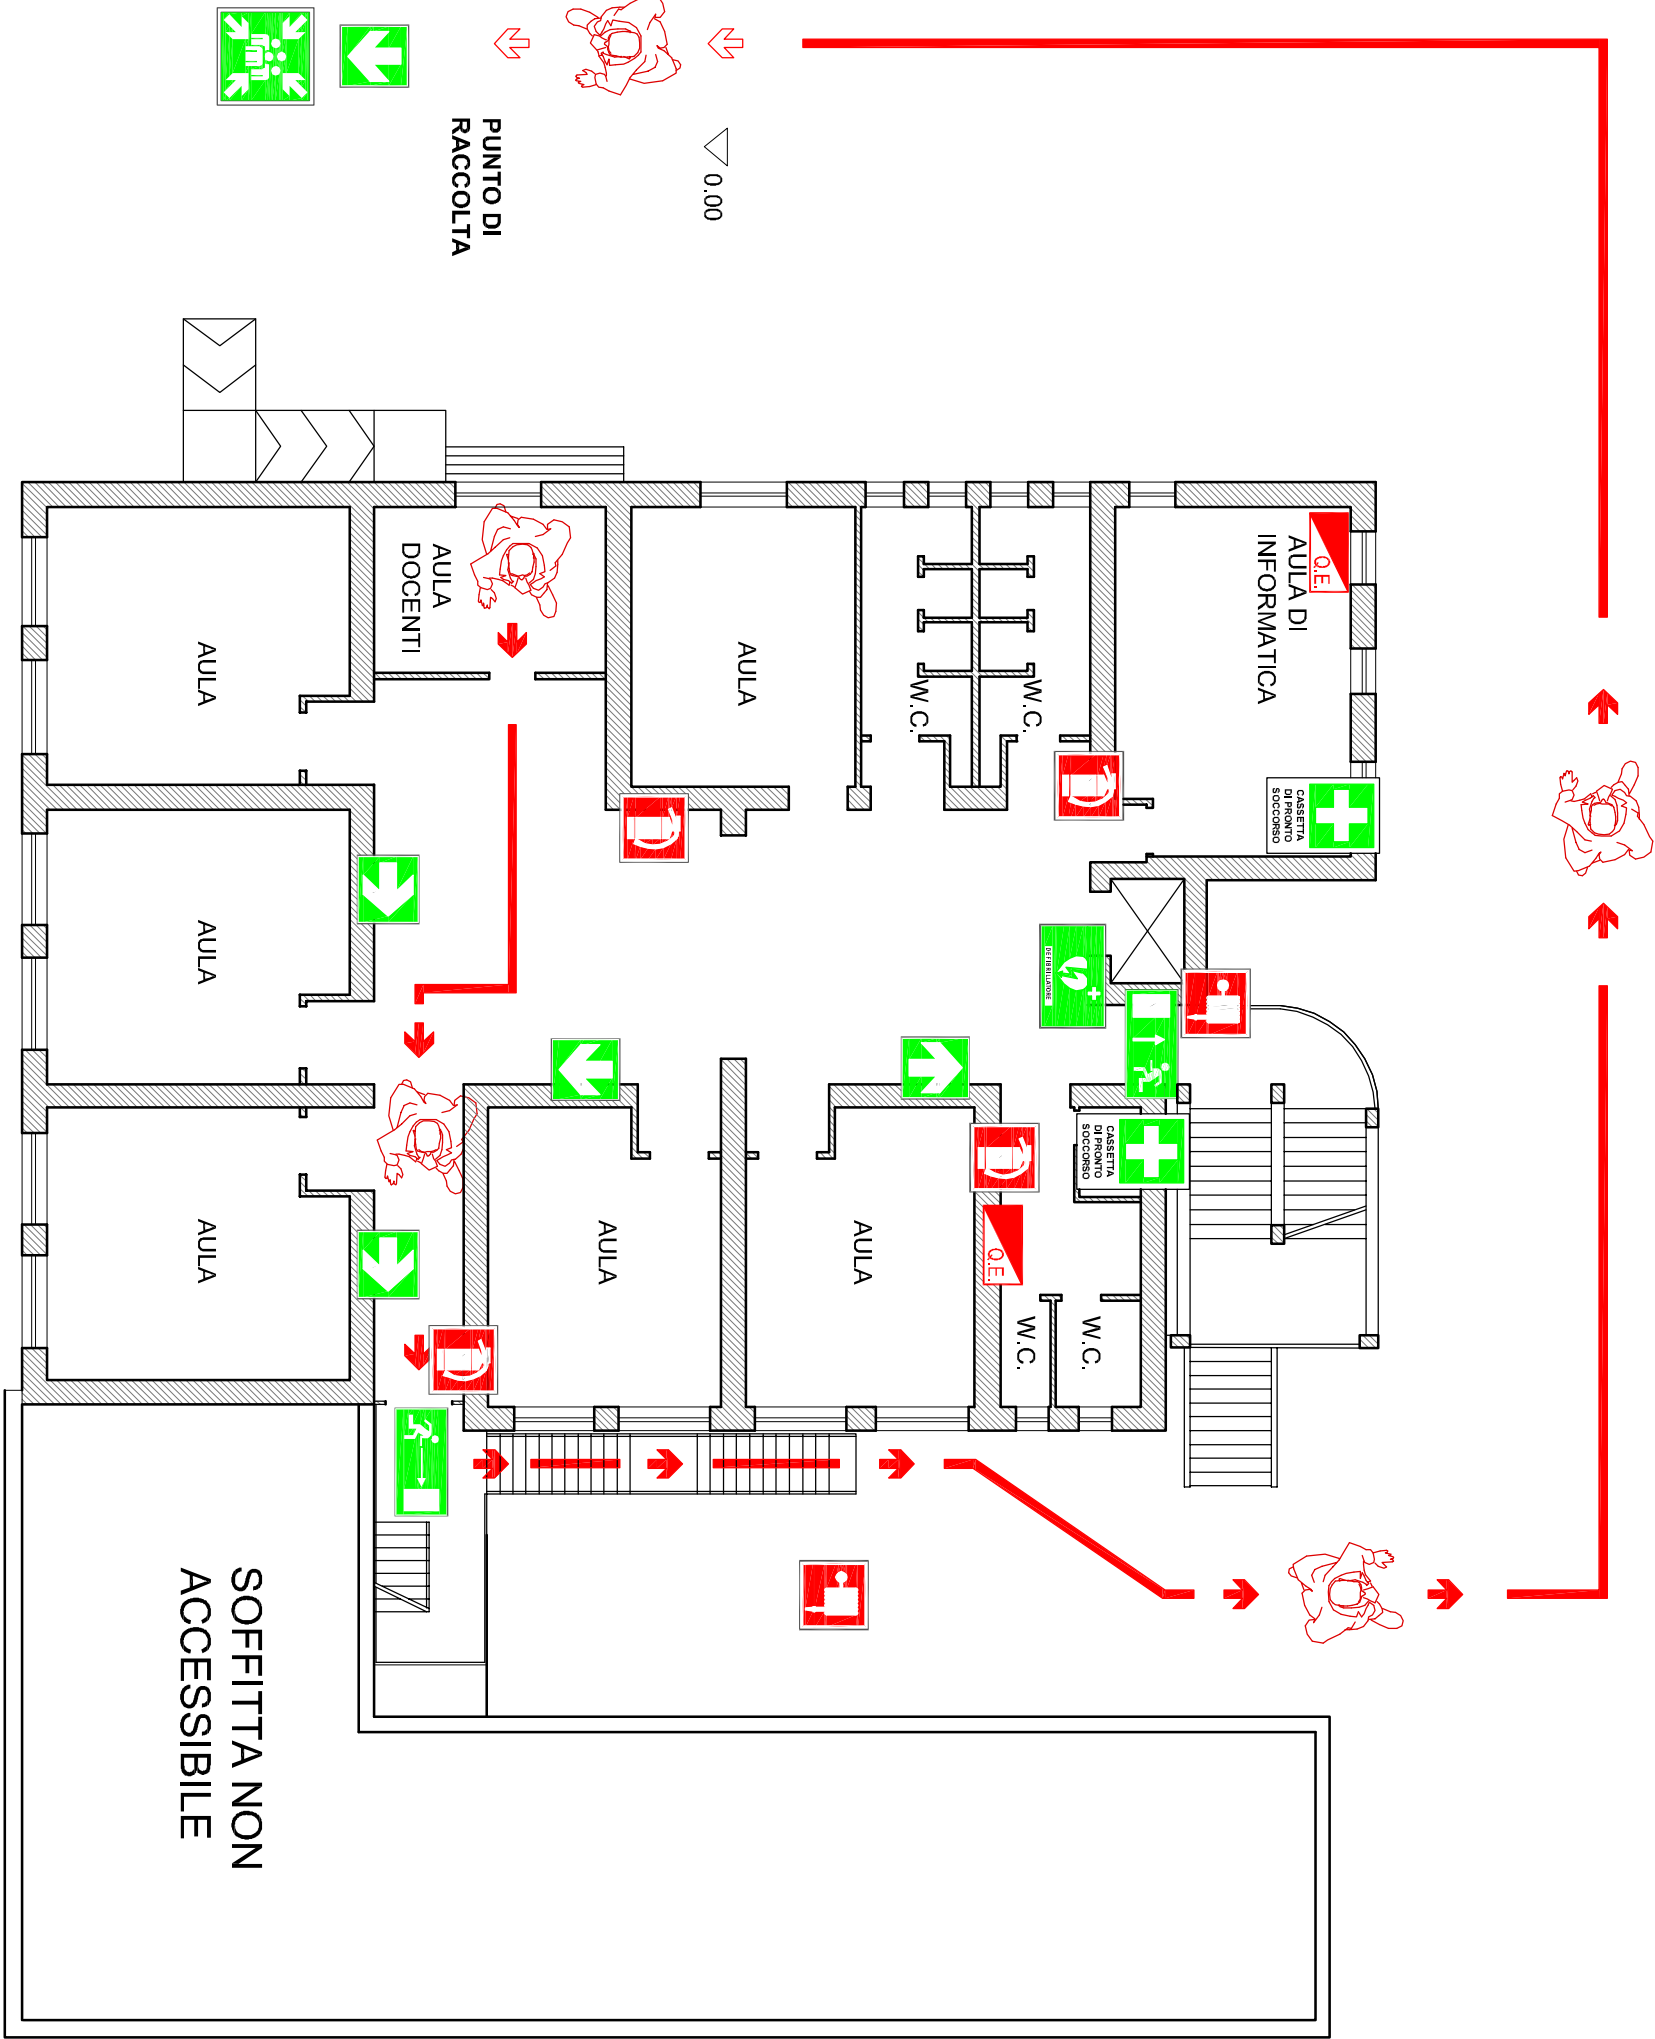 PUNTO DI
RACCOLTA
0.00
AULA DI
INFORMATICA
Q.E.
CASSETTA
DI PRONTO
SOCCORSO
W.C.
W.C.
AULA
AULA
DOCENTI
AULA
DEFIBRILLATORE
AULA
CASSETTA
DI PRONTO
SOCCORSO
Q.E.
W.C.
W.C.
AULA
AULA
AULA
SOFFITTA NON
ACCESSIBILE